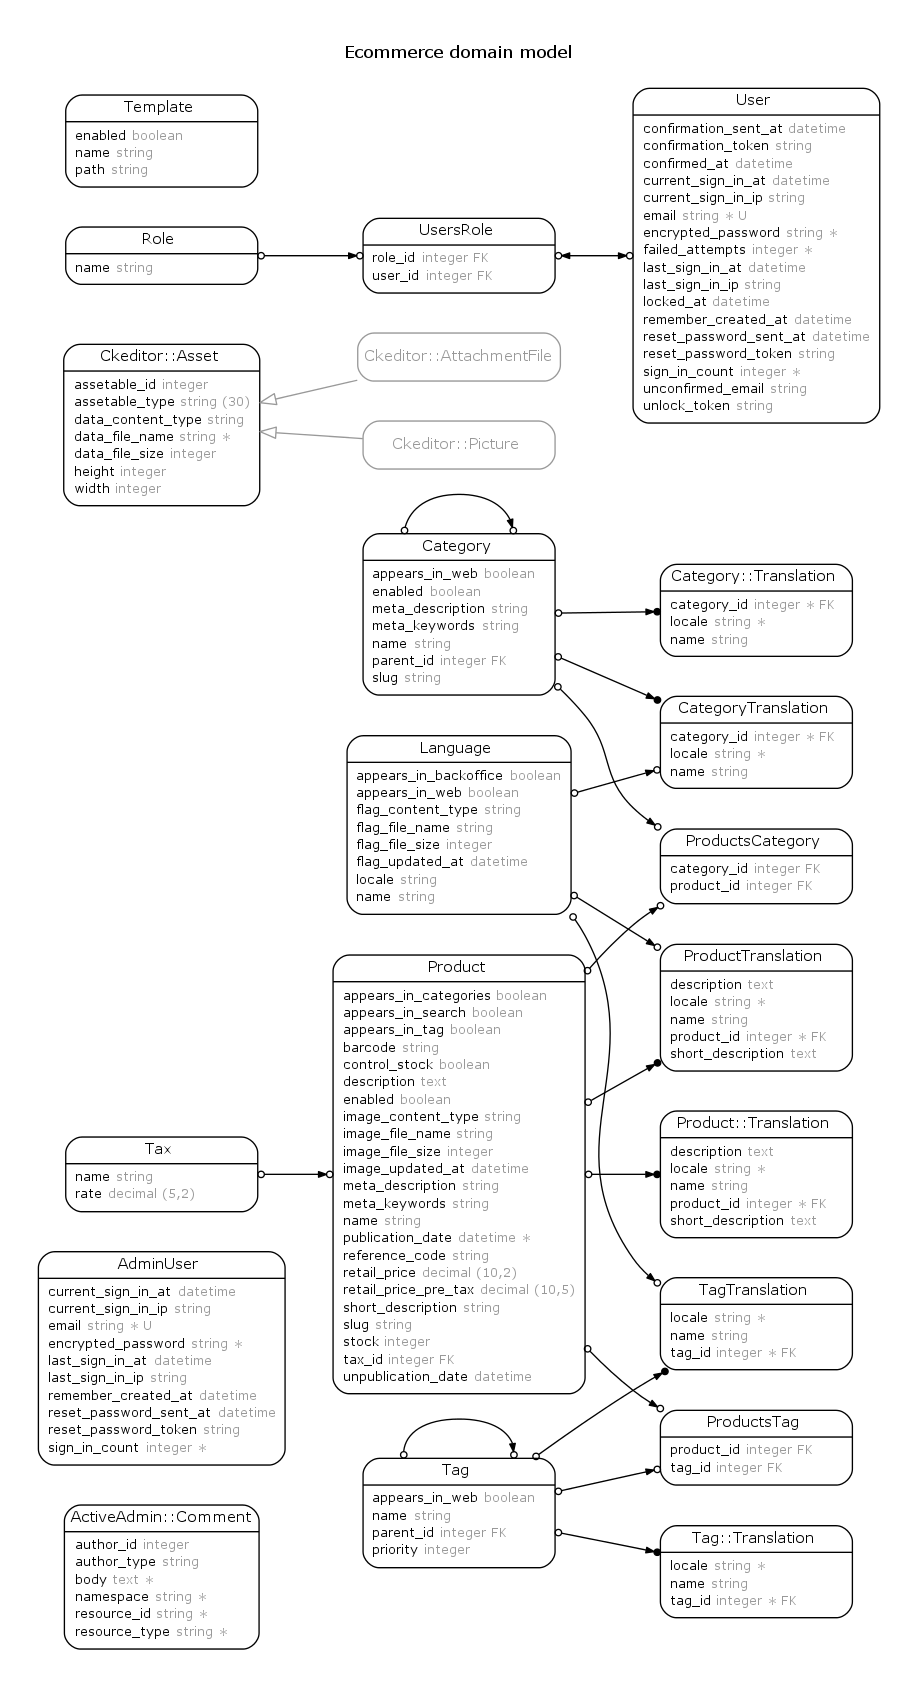 Ecommerce domain model
Template
enabled boolean
name string
path string
User
confirmation_sent_at datetime
confirmation_token string
confirmed_at datetime
current_sign_in_at datetime
current_sign_in_ip string
email string ∗ U
encrypted_password string ∗
failed_attempts integer ∗
last_sign_in_at datetime
last_sign_in_ip string
locked_at datetime
remember_created_at datetime
reset_password_sent_at datetime
reset_password_token string
sign_in_count integer ∗
unconfirmed_email string
unlock_token string
Role
name string
UsersRole
role_id integer FK
user_id integer FK
Ckeditor::Asset
assetable_id integer
assetable_type string (30)
data_content_type string
data_file_name string ∗
data_file_size integer
height integer
width integer
Ckeditor::AttachmentFile
Ckeditor::Picture
Category
appears_in_web boolean
enabled boolean
meta_description string
meta_keywords string
name string
parent_id integer FK
slug string
Category::Translation
category_id integer ∗ FK
locale string ∗
name string
CategoryTranslation
category_id integer ∗ FK
locale string ∗
name string
Language
appears_in_backoffice boolean
appears_in_web boolean
flag_content_type string
flag_file_name string
flag_file_size integer
flag_updated_at datetime
locale string
name string
ProductsCategory
category_id integer FK
product_id integer FK
ProductTranslation
description text
locale string ∗
name string
product_id integer ∗ FK
short_description text
Product
appears_in_categories boolean
appears_in_search boolean
appears_in_tag boolean
barcode string
control_stock boolean
description text
enabled boolean
image_content_type string
image_file_name string
image_file_size integer
image_updated_at datetime
meta_description string
meta_keywords string
name string
publication_date datetime ∗
reference_code string
retail_price decimal (10,2)
retail_price_pre_tax decimal (10,5)
short_description string
slug string
stock integer
tax_id integer FK
unpublication_date datetime
Product::Translation
description text
locale string ∗
name string
product_id integer ∗ FK
short_description text
Tax
name string
rate decimal (5,2)
AdminUser
current_sign_in_at datetime
current_sign_in_ip string
email string ∗ U
encrypted_password string ∗
last_sign_in_at datetime
last_sign_in_ip string
remember_created_at datetime
reset_password_sent_at datetime
reset_password_token string
sign_in_count integer ∗
TagTranslation
locale string ∗
name string
tag_id integer ∗ FK
ProductsTag
product_id integer FK
tag_id integer FK
Tag
appears_in_web boolean
name string
parent_id integer FK
priority integer
Tag::Translation
locale string ∗
name string
tag_id integer ∗ FK
ActiveAdmin::Comment
author_id integer
author_type string
body text ∗
namespace string ∗
resource_id string ∗
resource_type string ∗